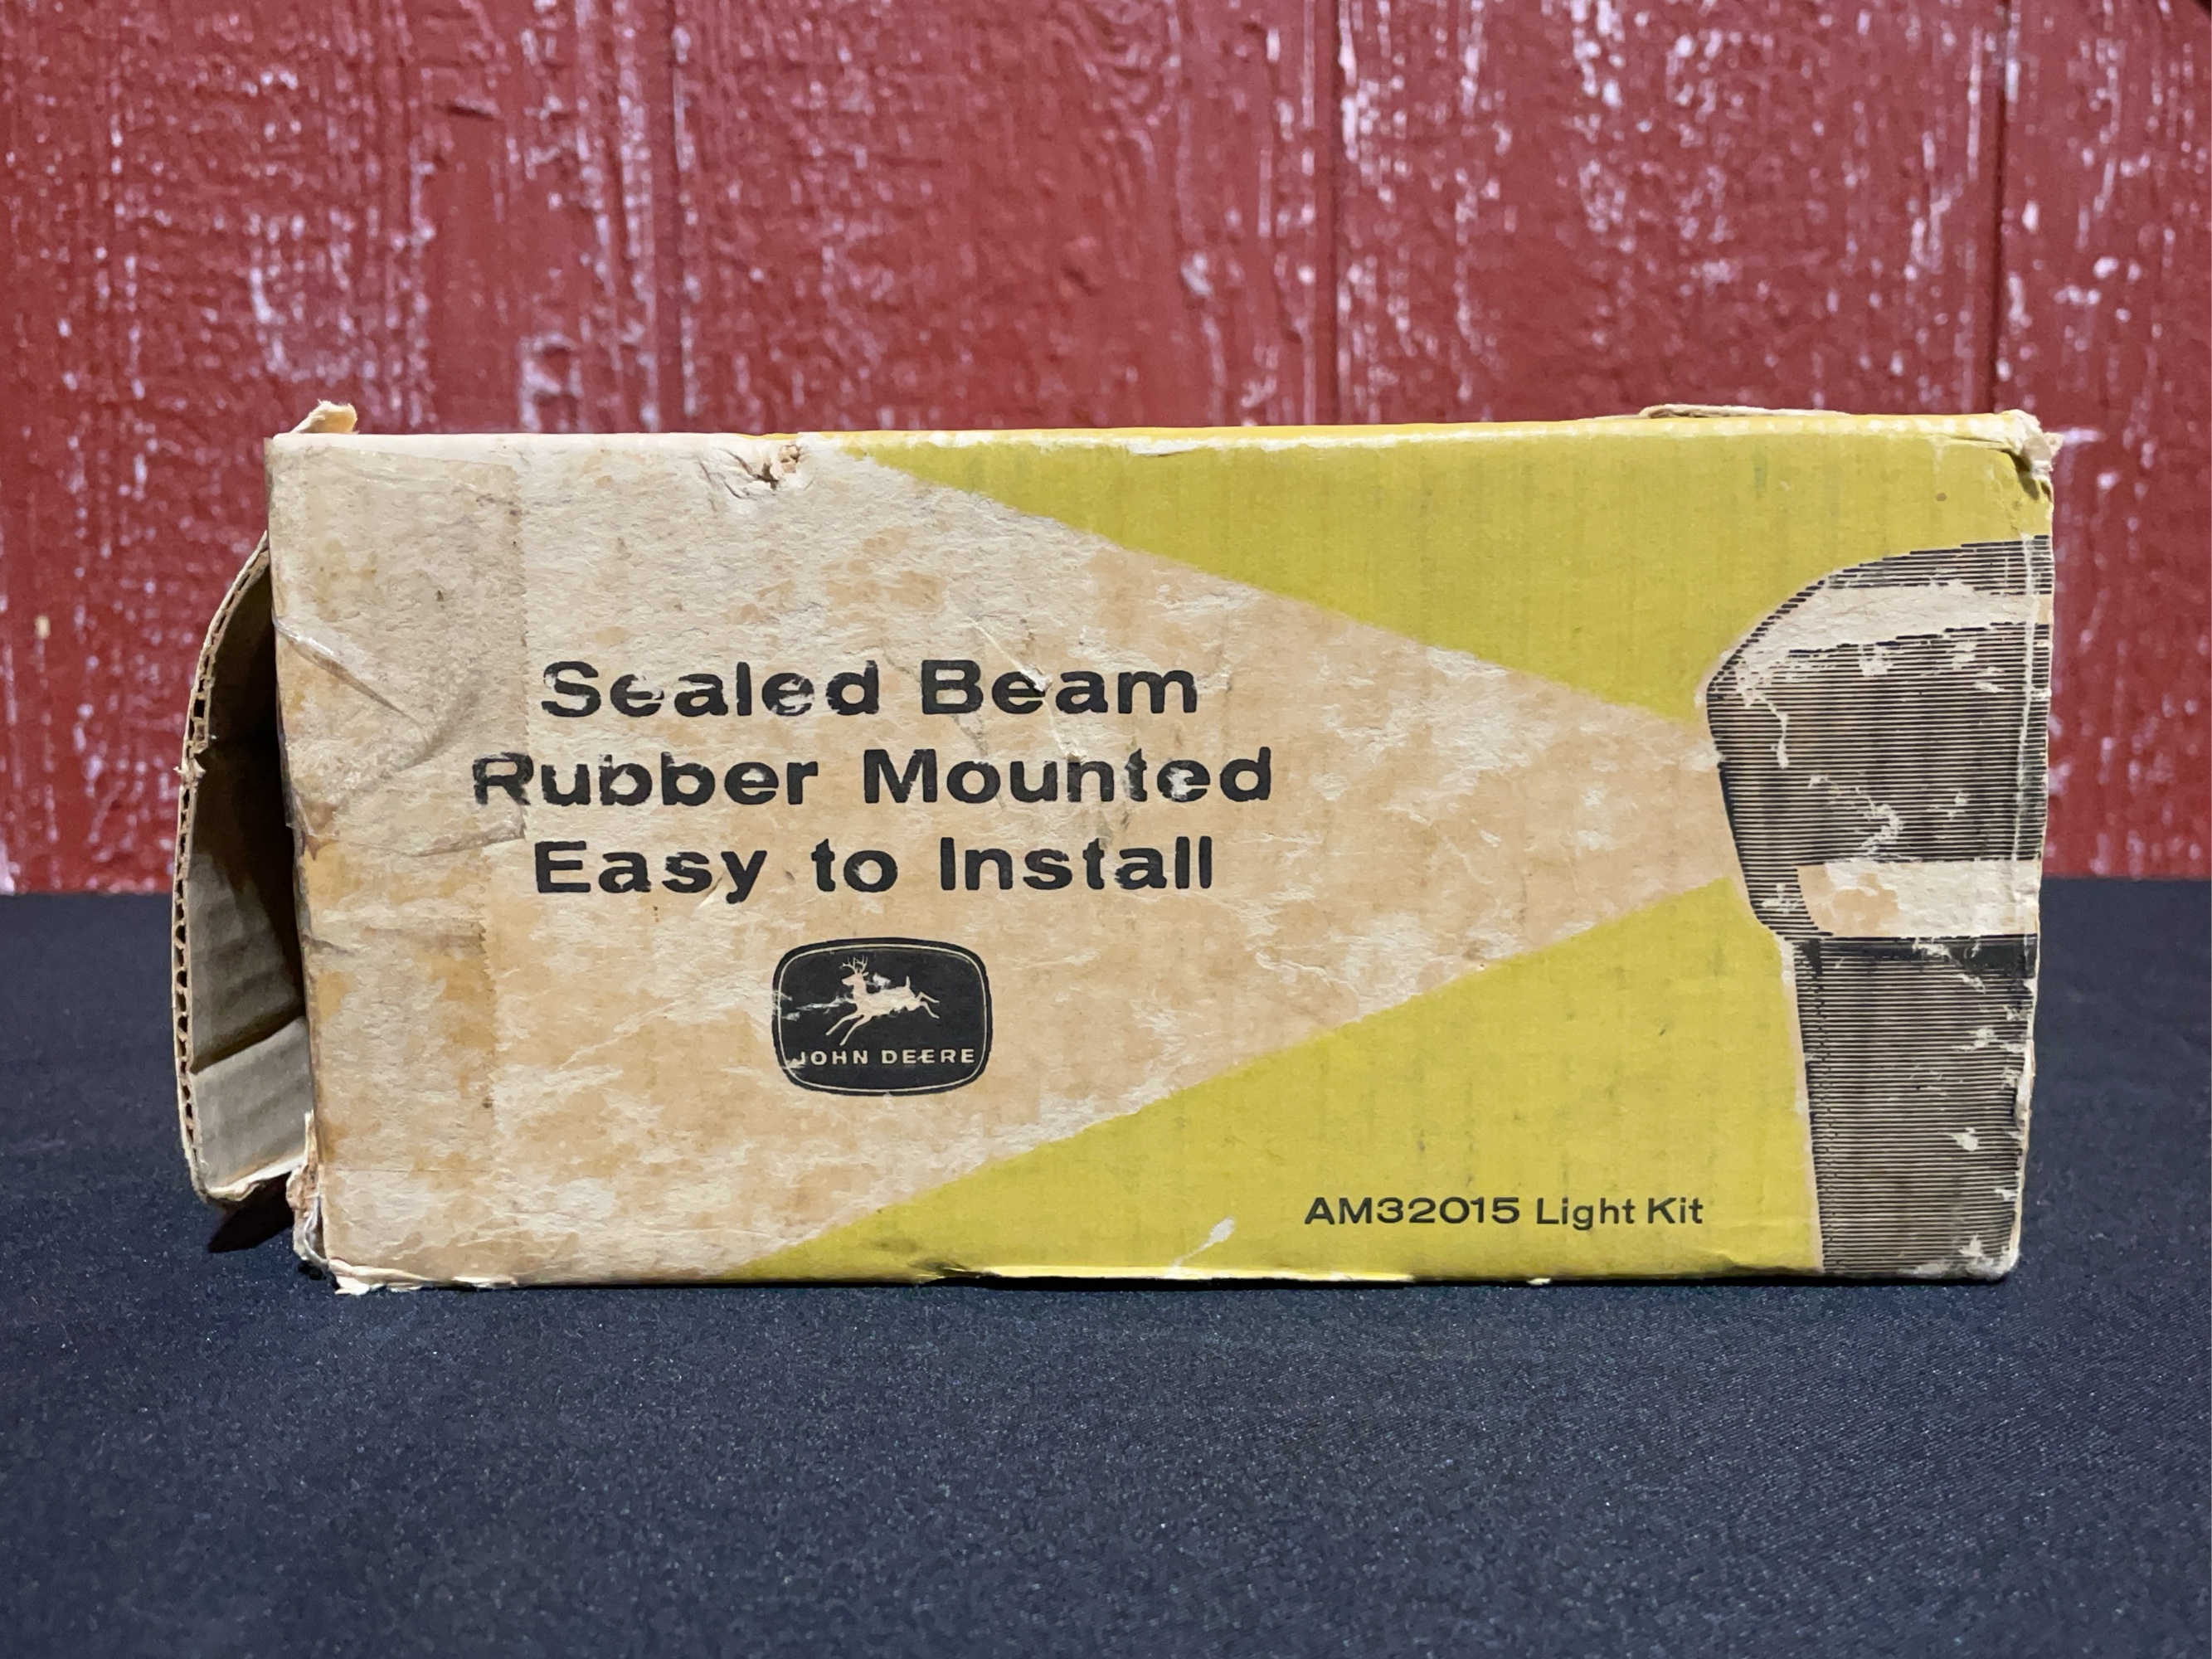 Sealed Beam
Rubber Mounted
Easy to Install
JOHN DEERE
AM32015 Light Kit